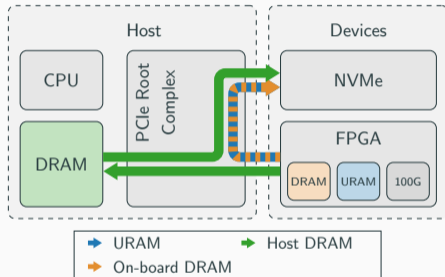 Host
Devices
CPU
PCIe Root
Complex
NVMe
DRAM
FPGA
DRAM
URAM
100G
URAM
Host DRAM
On-board DRAM